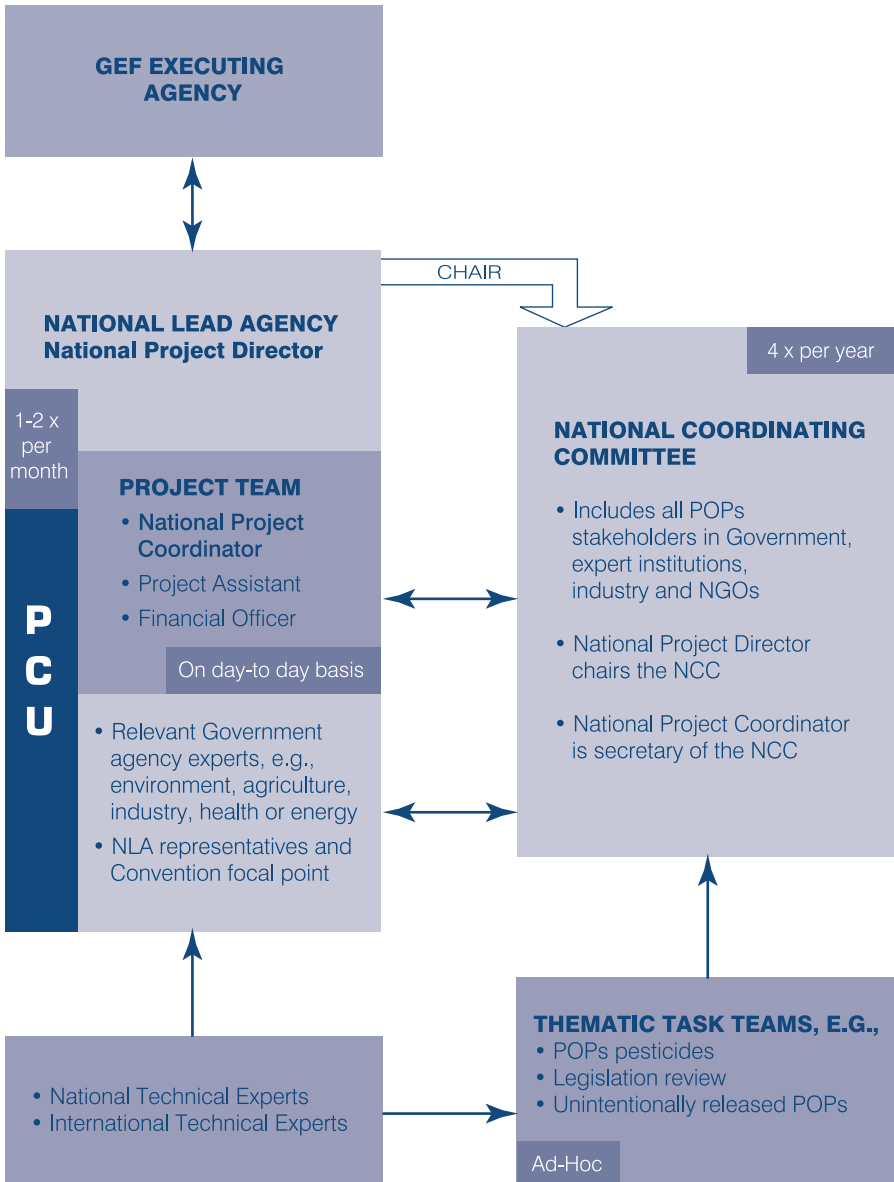 GEF EXECUTING
AGENCY
CHAIR
NATIONAL LEAD AGENCY
National Project Director
1-2 x
per
month
PROJECT TEAM
• National Project
Coordinator
• Project Assistant
• Financial Officer
On day-to day basis
P
C
U
• Relevant Government
agency experts, e.g.,
environment, agriculture,
industry, health or energy
• NLA representatives and
Convention focal point
4 x per year
NATIONAL COORDINATING
COMMITTEE
• Includes all POPs
stakeholders in Government,
expert institutions,
industry and NGOs
• National Project Director
chairs the NCC
• National Project Coordinator
is secretary of the NCC
• National Technical Experts
• International Technical Experts
THEMATIC TASK TEAMS, E.G.,
• POPs pesticides
• Legislation review
• Unintentionally released POPs
Ad-Hoc